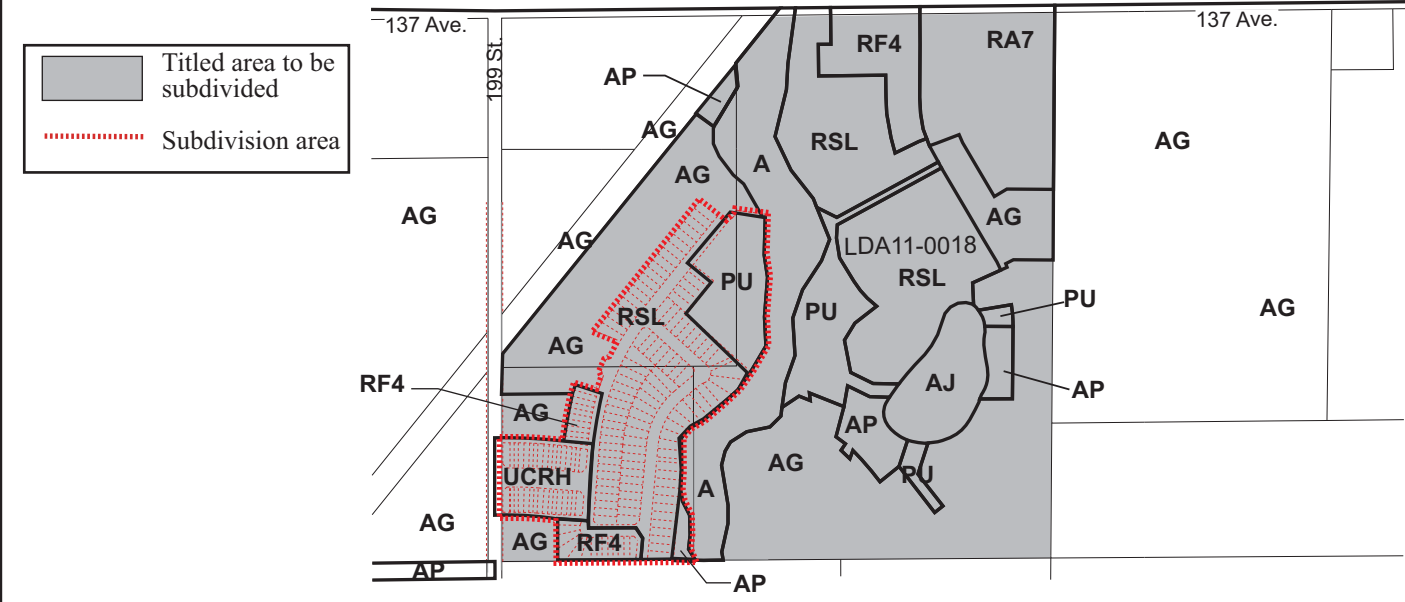 Titled area to be
subdivided
Subdivision area
137 Ave.
137 Ave.
199 St.
RF4
RA7
AP
AG
RSL
AG
A
AG
AG
AG
AG
LDA11-0018
RSL
PU
PU
PU
RSL
AG
AG
RF4
AJ
AP
AG
AP
AG
UCRH
PU
A
AG
AG
RF4
AP
AP